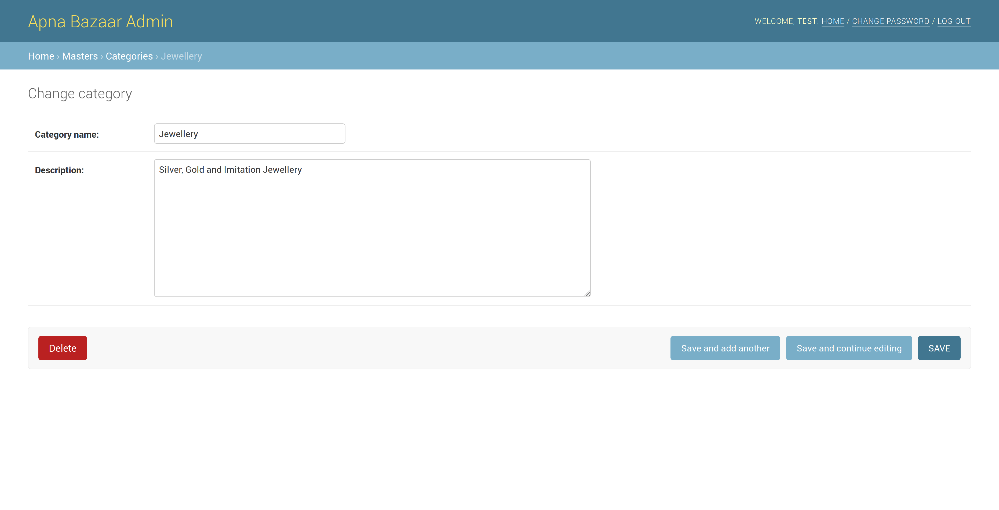 Apna Bazaar Admin
WELCOME, TEST. HOME / CHANGE PASSWORD / LOG OUT
Home › Masters › Categories › Jewellery
Change category
Category name: Jewellery
Description: Silver, Gold and Imitation Jewellery
Delete Save and add another Save and continue editing SAVE